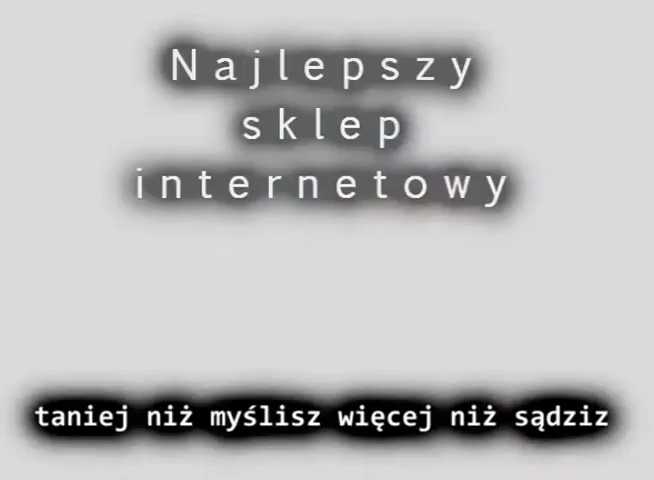 Najlepszy
sklep
internetowy
taniej niż myślisz więcej niż sądziz